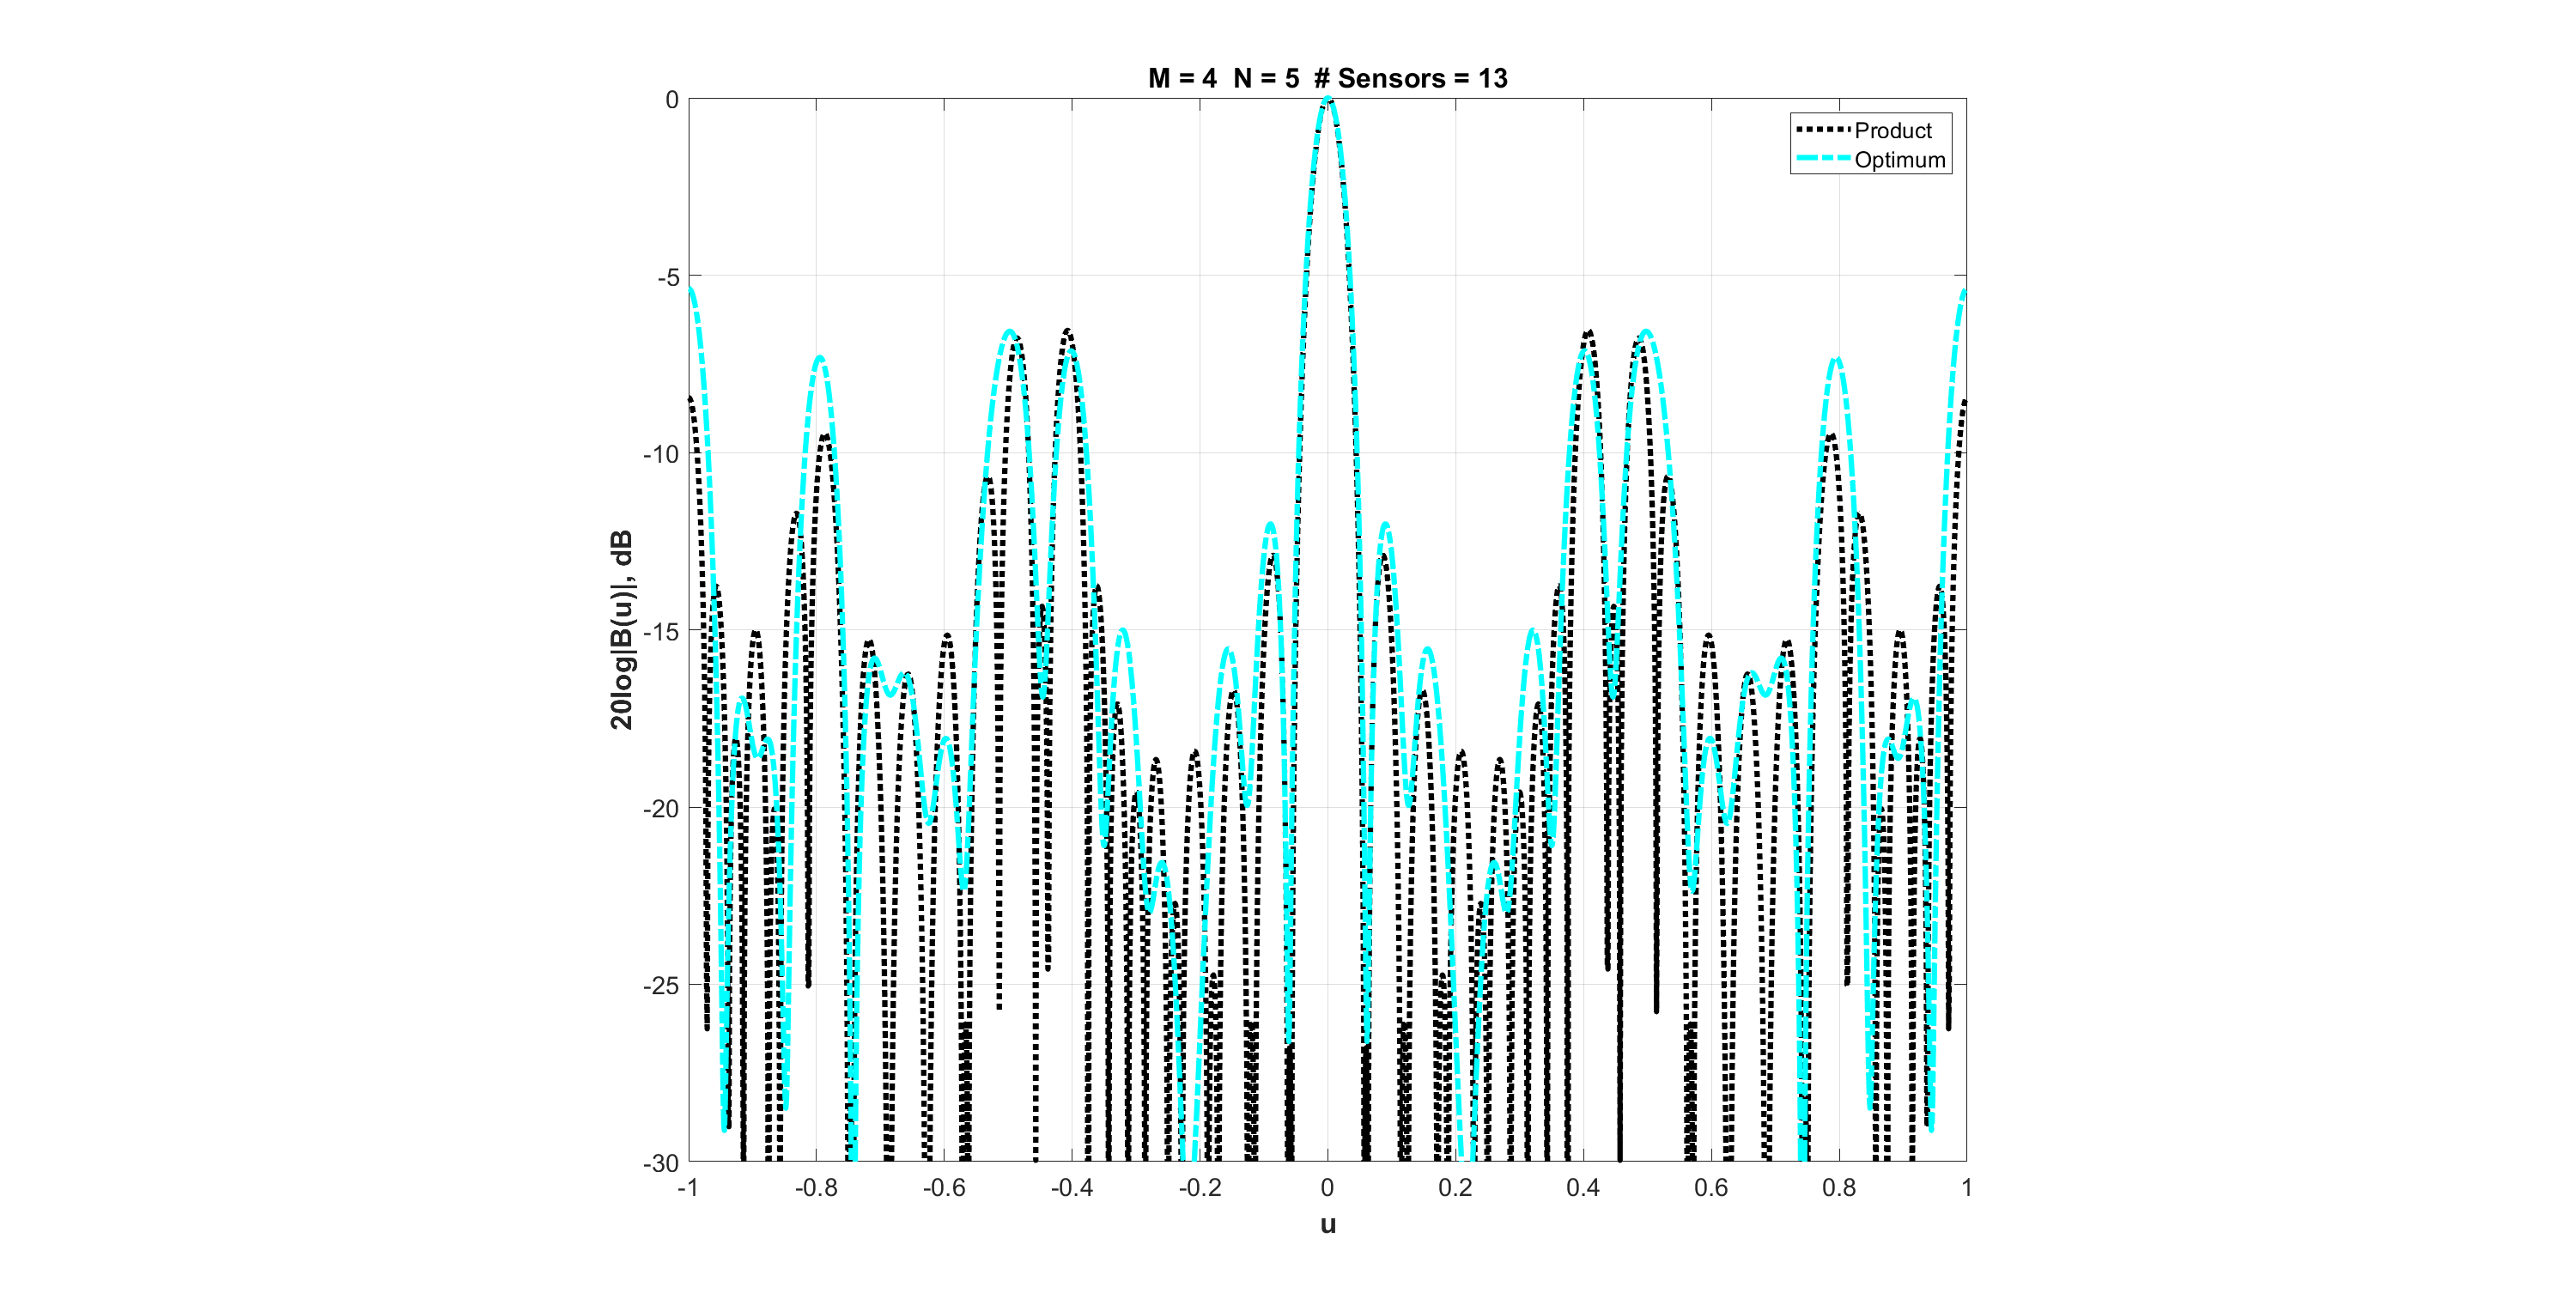 M = 4 N = 5 # Sensors = 13
Product
Optimum
20log|B(u)|, dB
0
-5
-10
-15
-20
-25
-30
-1 -0.8 -0.6 -0.4 -0.2 0 0.2 0.4 0.6 0.8 1
u